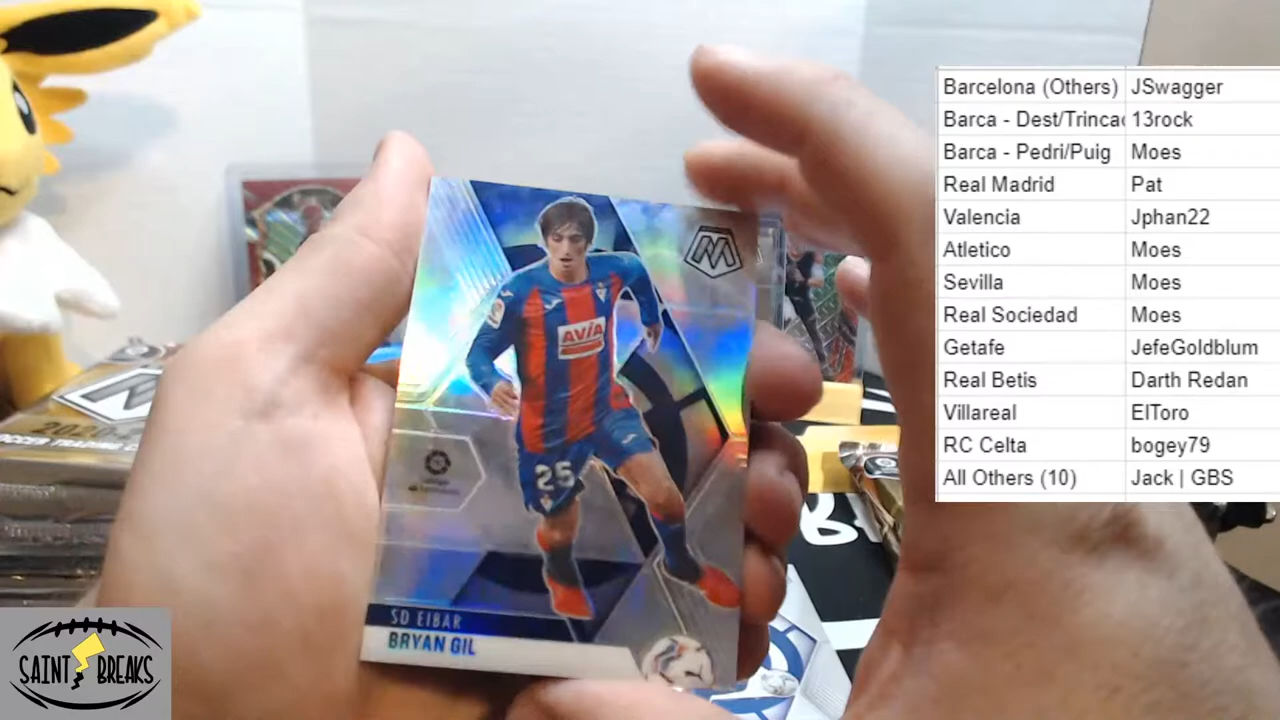 Barcelona (Others) JSwagger
Barca - Dest/Trincao 13rock
Barca - Pedri/Puig Moes
Real Madrid Pat
Valencia Jphan22
Atletico Moes
Sevilla Moes
Real Sociedad Moes
Getafe JefeGoldblum
Real Betis Darth Redan
Villareal ElToro
RC Celta bogey79
All Others (10) Jack | GBS
M
AVIA
25
SD EIBAR
BRYAN GIL
SAINT BREAKS